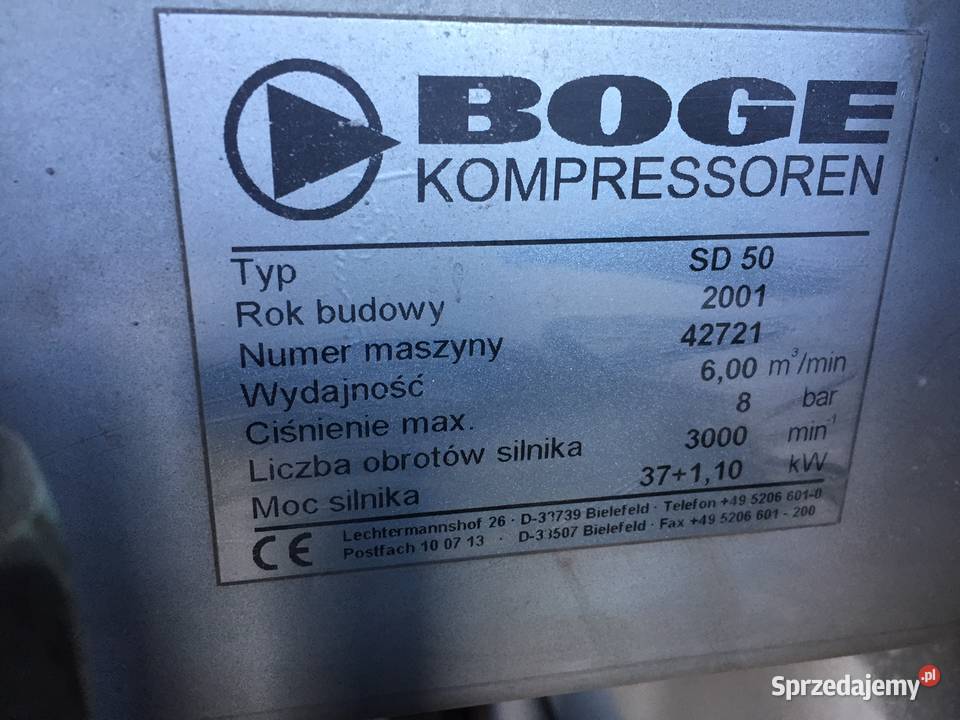 BOGE
KOMPRESSOREN
Typ SD 50
Rok budowy 2001
Numer maszyny 42721
Wydajność 6,00 m³/min
Ciśnienie max. 8 bar
Liczba obrotów silnika 3000 min⁻¹
Moc silnika 37+1,10 kW
CE
Lechtermannshof 26 · D-33739 Bielefeld · Telefon +49 5206 601-0
Postfach 10 07 13 · D-33507 Bielefeld · Fax +49 5206 601 - 200
Sprzedajemy.pl